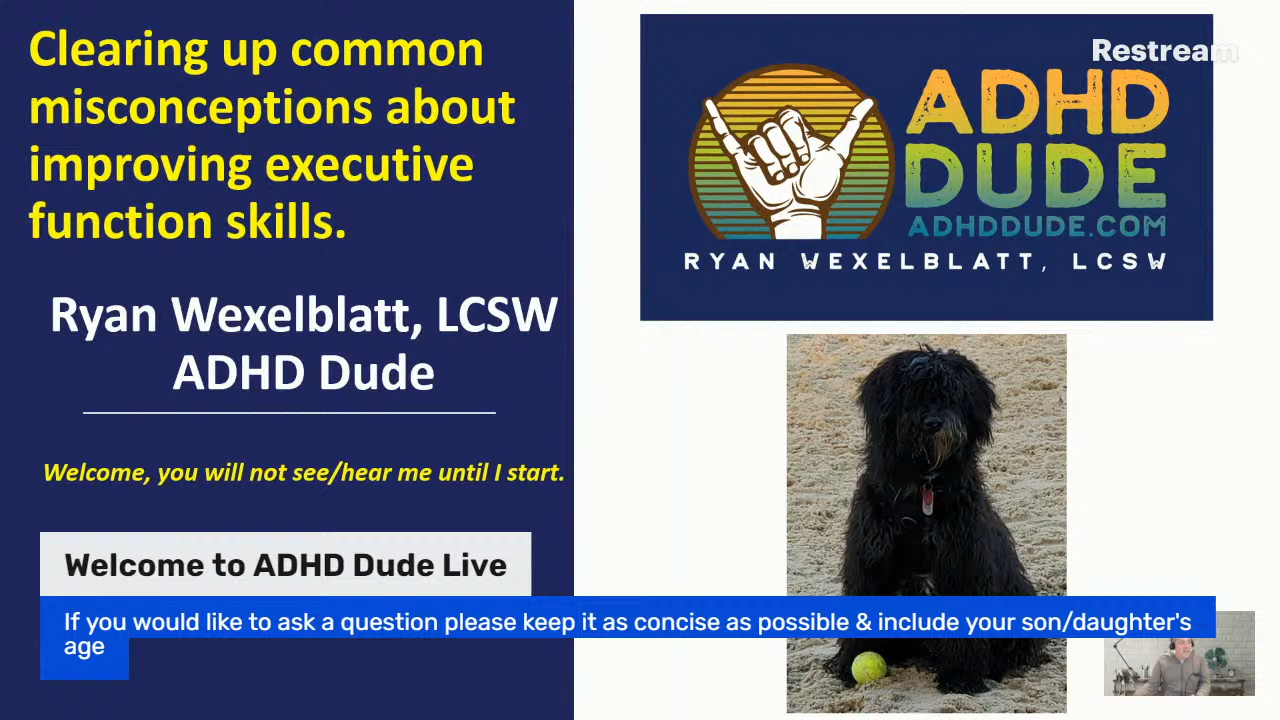 Clearing up common
misconceptions about
improving executive
function skills.
Ryan Wexelblatt, LCSW
ADHD Dude
Welcome, you will not see/hear me until I start.
Restream
ADHD
DUDE
ADHDDUDE.COM
RYAN WEXELBLATT, LCSW
Welcome to ADHD Dude Live
If you would like to ask a question please keep it as concise as possible & include your son/daughter's
age